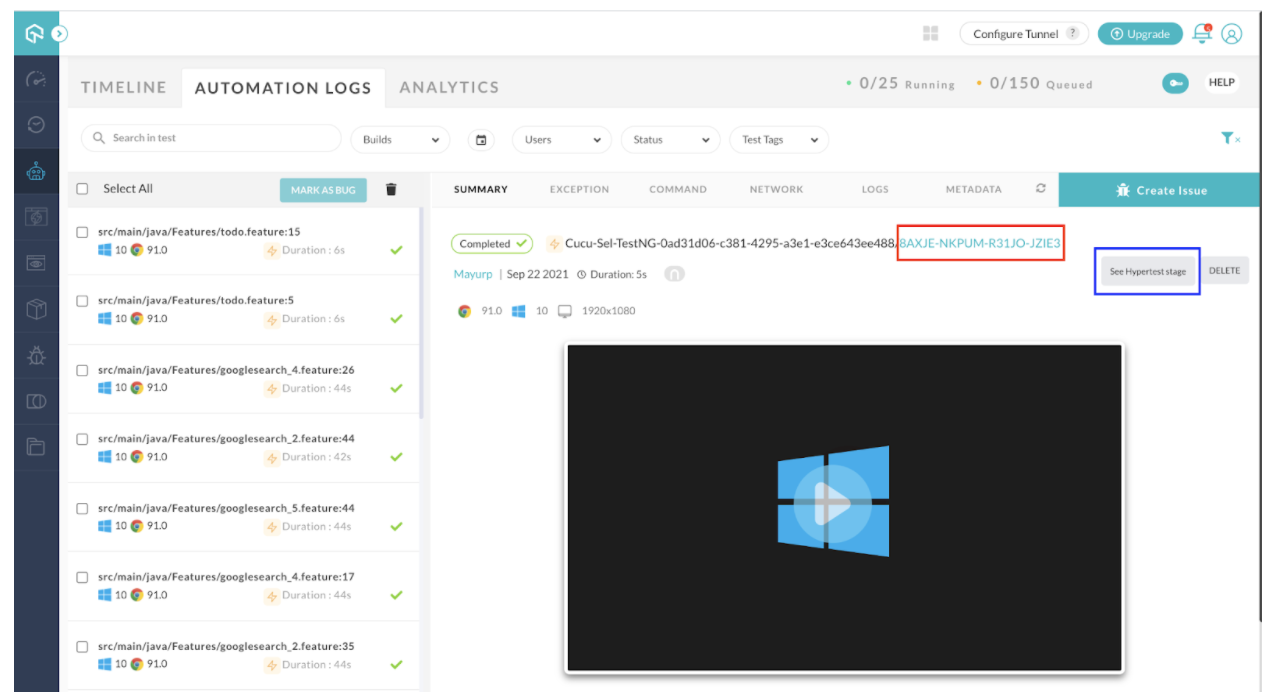 Configure Tunnel ? Upgrade
TIMELINE AUTOMATION LOGS ANALYTICS 0/25 Running 0/150 Queued HELP
Search in test Builds Users Status Test Tags
Select All MARK AS BUG SUMMARY EXCEPTION COMMAND NETWORK LOGS METADATA Create Issue
src/main/java/Features/todo.feature:15
10 91.0 Duration : 6s
src/main/java/Features/todo.feature:5
10 91.0 Duration : 6s
src/main/java/Features/googlesearch_4.feature:26
10 91.0 Duration : 44s
src/main/java/Features/googlesearch_2.feature:44
10 91.0 Duration : 42s
src/main/java/Features/googlesearch_5.feature:44
10 91.0 Duration : 44s
src/main/java/Features/googlesearch_4.feature:17
10 91.0 Duration : 44s
src/main/java/Features/googlesearch_2.feature:35
10 91.0 Duration : 44s
Completed Cucu-Sel-TestNG-0ad31d06-c381-4295-a3e1-e3ce643ee488/8AXJE-NKPUM-R31JO-JZIE3
Mayurp | Sep 22 2021 Duration: 5s
See Hypertest stage DELETE
91.0 10 1920x1080